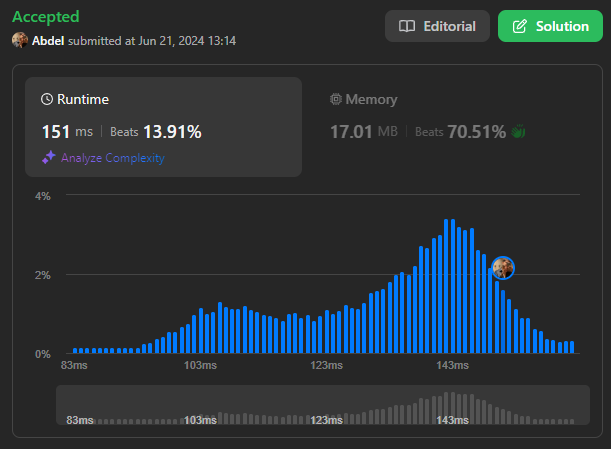 Accepted
Abdel submitted at Jun 21, 2024 13:14
Editorial
Solution
Runtime
151 ms | Beats 13.91%
Analyze Complexity
Memory
17.01 MB | Beats 70.51%
4%
2%
0%
83ms 103ms 123ms 143ms
83ms 103ms 123ms 143ms